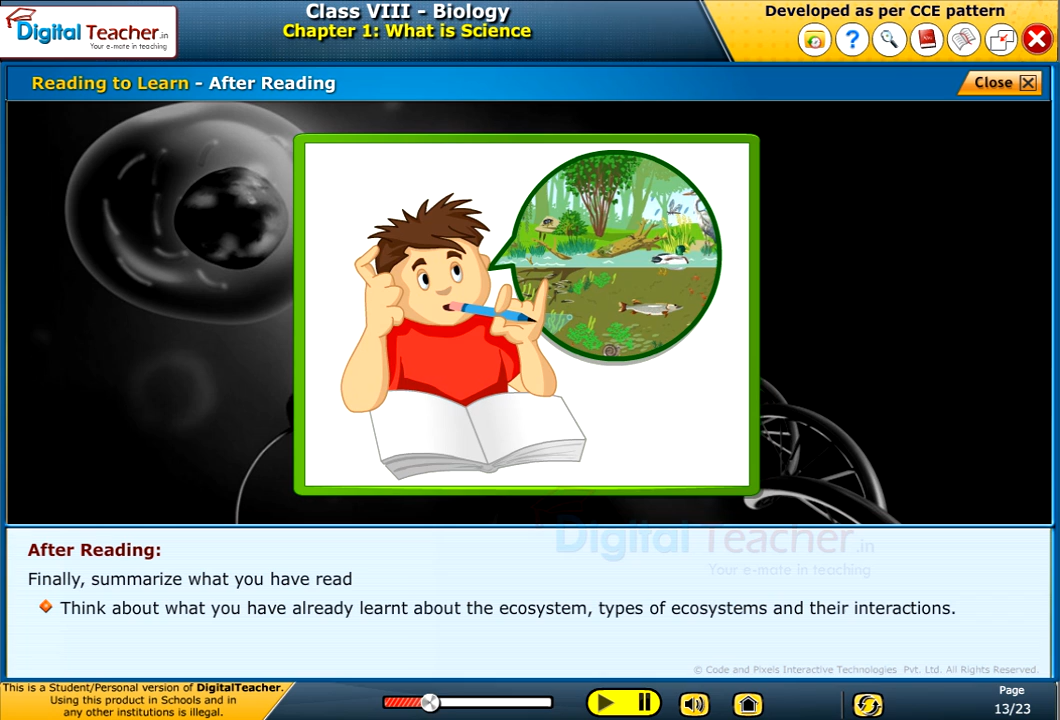 Digital Teacher.in
Your e-mate in teaching
Class VIII - Biology
Chapter 1: What is Science
Developed as per CCE pattern
Reading to Learn - After Reading
Close
After Reading:
Finally, summarize what you have read
Think about what you have already learnt about the ecosystem, types of ecosystems and their interactions.
Digital Teacher.in
Your e-mate in teaching
© Code and Pixels Interactive Technologies Pvt. Ltd. All Rights Reserved.
This is a Student/Personal version of DigitalTeacher.
Using this product in Schools and in
any other institutions is illegal.
Page
13/23